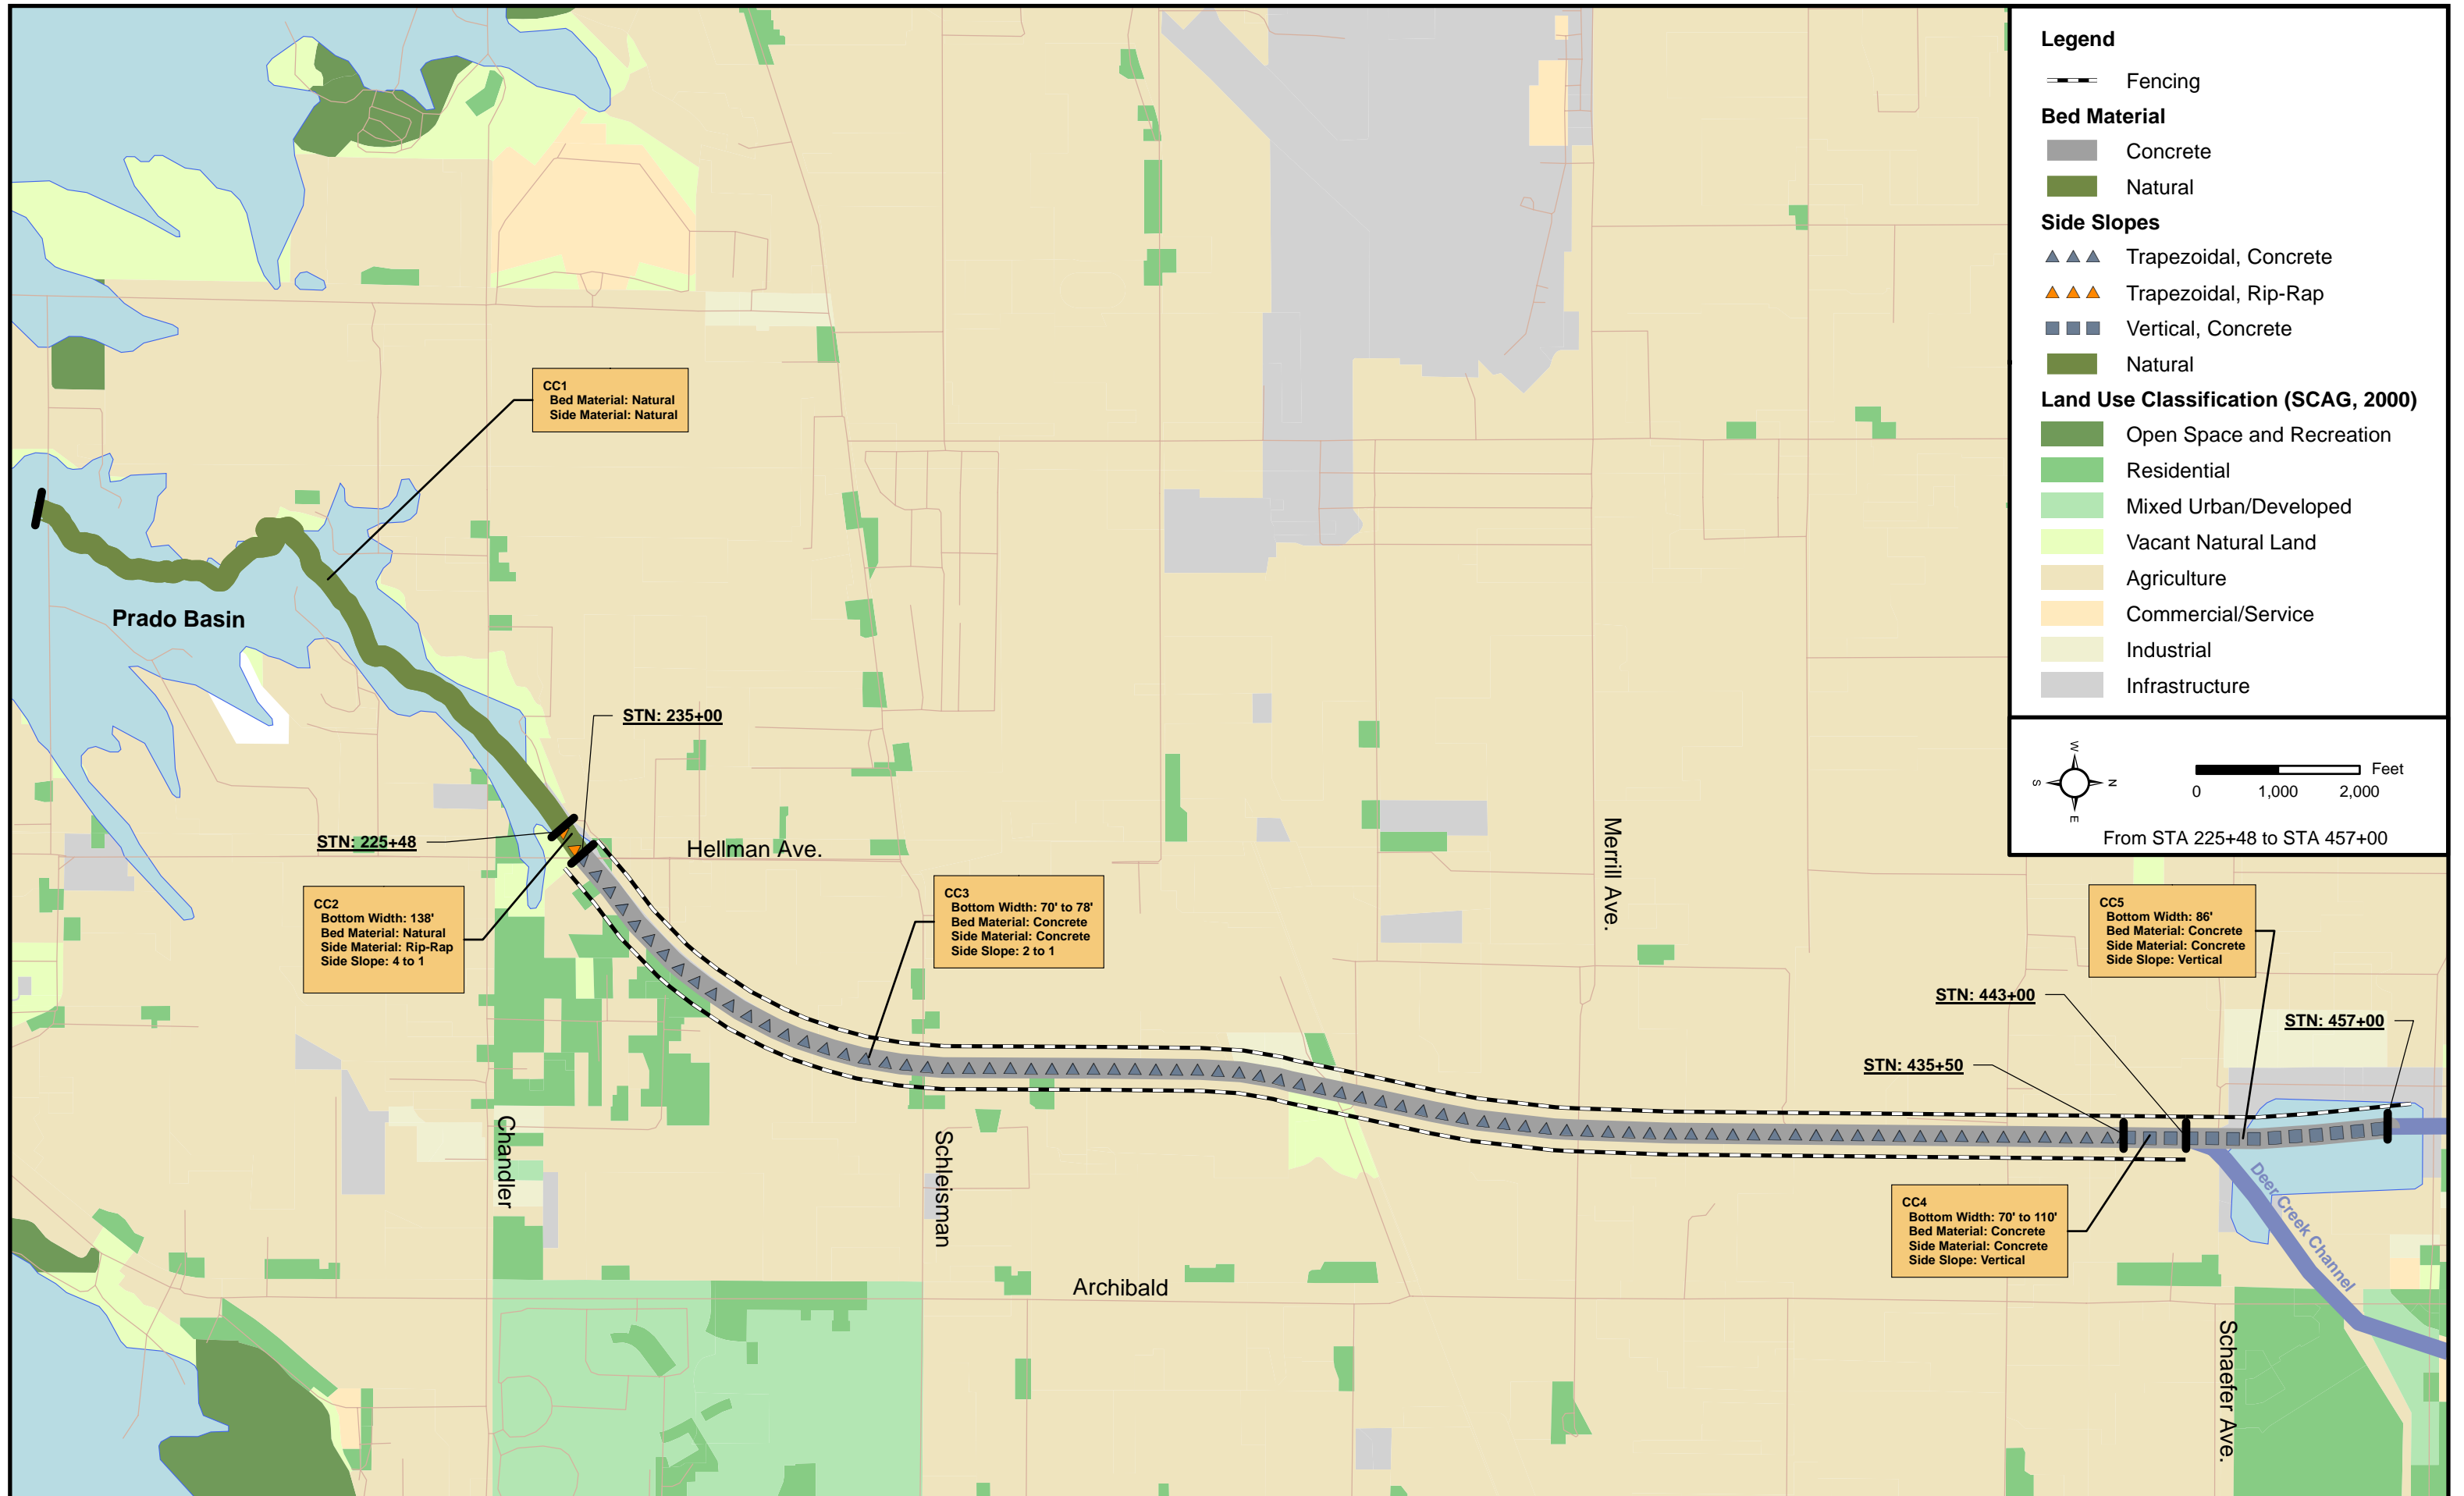 Legend
Fencing
Bed Material
Concrete
Natural
Side Slopes
Trapezoidal, Concrete
Trapezoidal, Rip-Rap
Vertical, Concrete
Natural
Land Use Classification (SCAG, 2000)
Open Space and Recreation
Residential
Mixed Urban/Developed
Vacant Natural Land
Agriculture
Commercial/Service
Industrial
Infrastructure
W
S
N
E
Feet
0 1,000 2,000
From STA 225+48 to STA 457+00
CC1
Bed Material: Natural
Side Material: Natural
Prado Basin
STN: 235+00
STN: 225+48
Hellman Ave.
Merrill Ave.
CC2
Bottom Width: 138'
Bed Material: Natural
Side Material: Rip-Rap
Side Slope: 4 to 1
CC3
Bottom Width: 70' to 78'
Bed Material: Concrete
Side Material: Concrete
Side Slope: 2 to 1
CC5
Bottom Width: 86'
Bed Material: Concrete
Side Material: Concrete
Side Slope: Vertical
STN: 443+00
STN: 457+00
STN: 435+50
Chandler
Schleisman
CC4
Bottom Width: 70' to 110'
Bed Material: Concrete
Side Material: Concrete
Side Slope: Vertical
Deer Creek Channel
Archibald
Schaefer Ave.